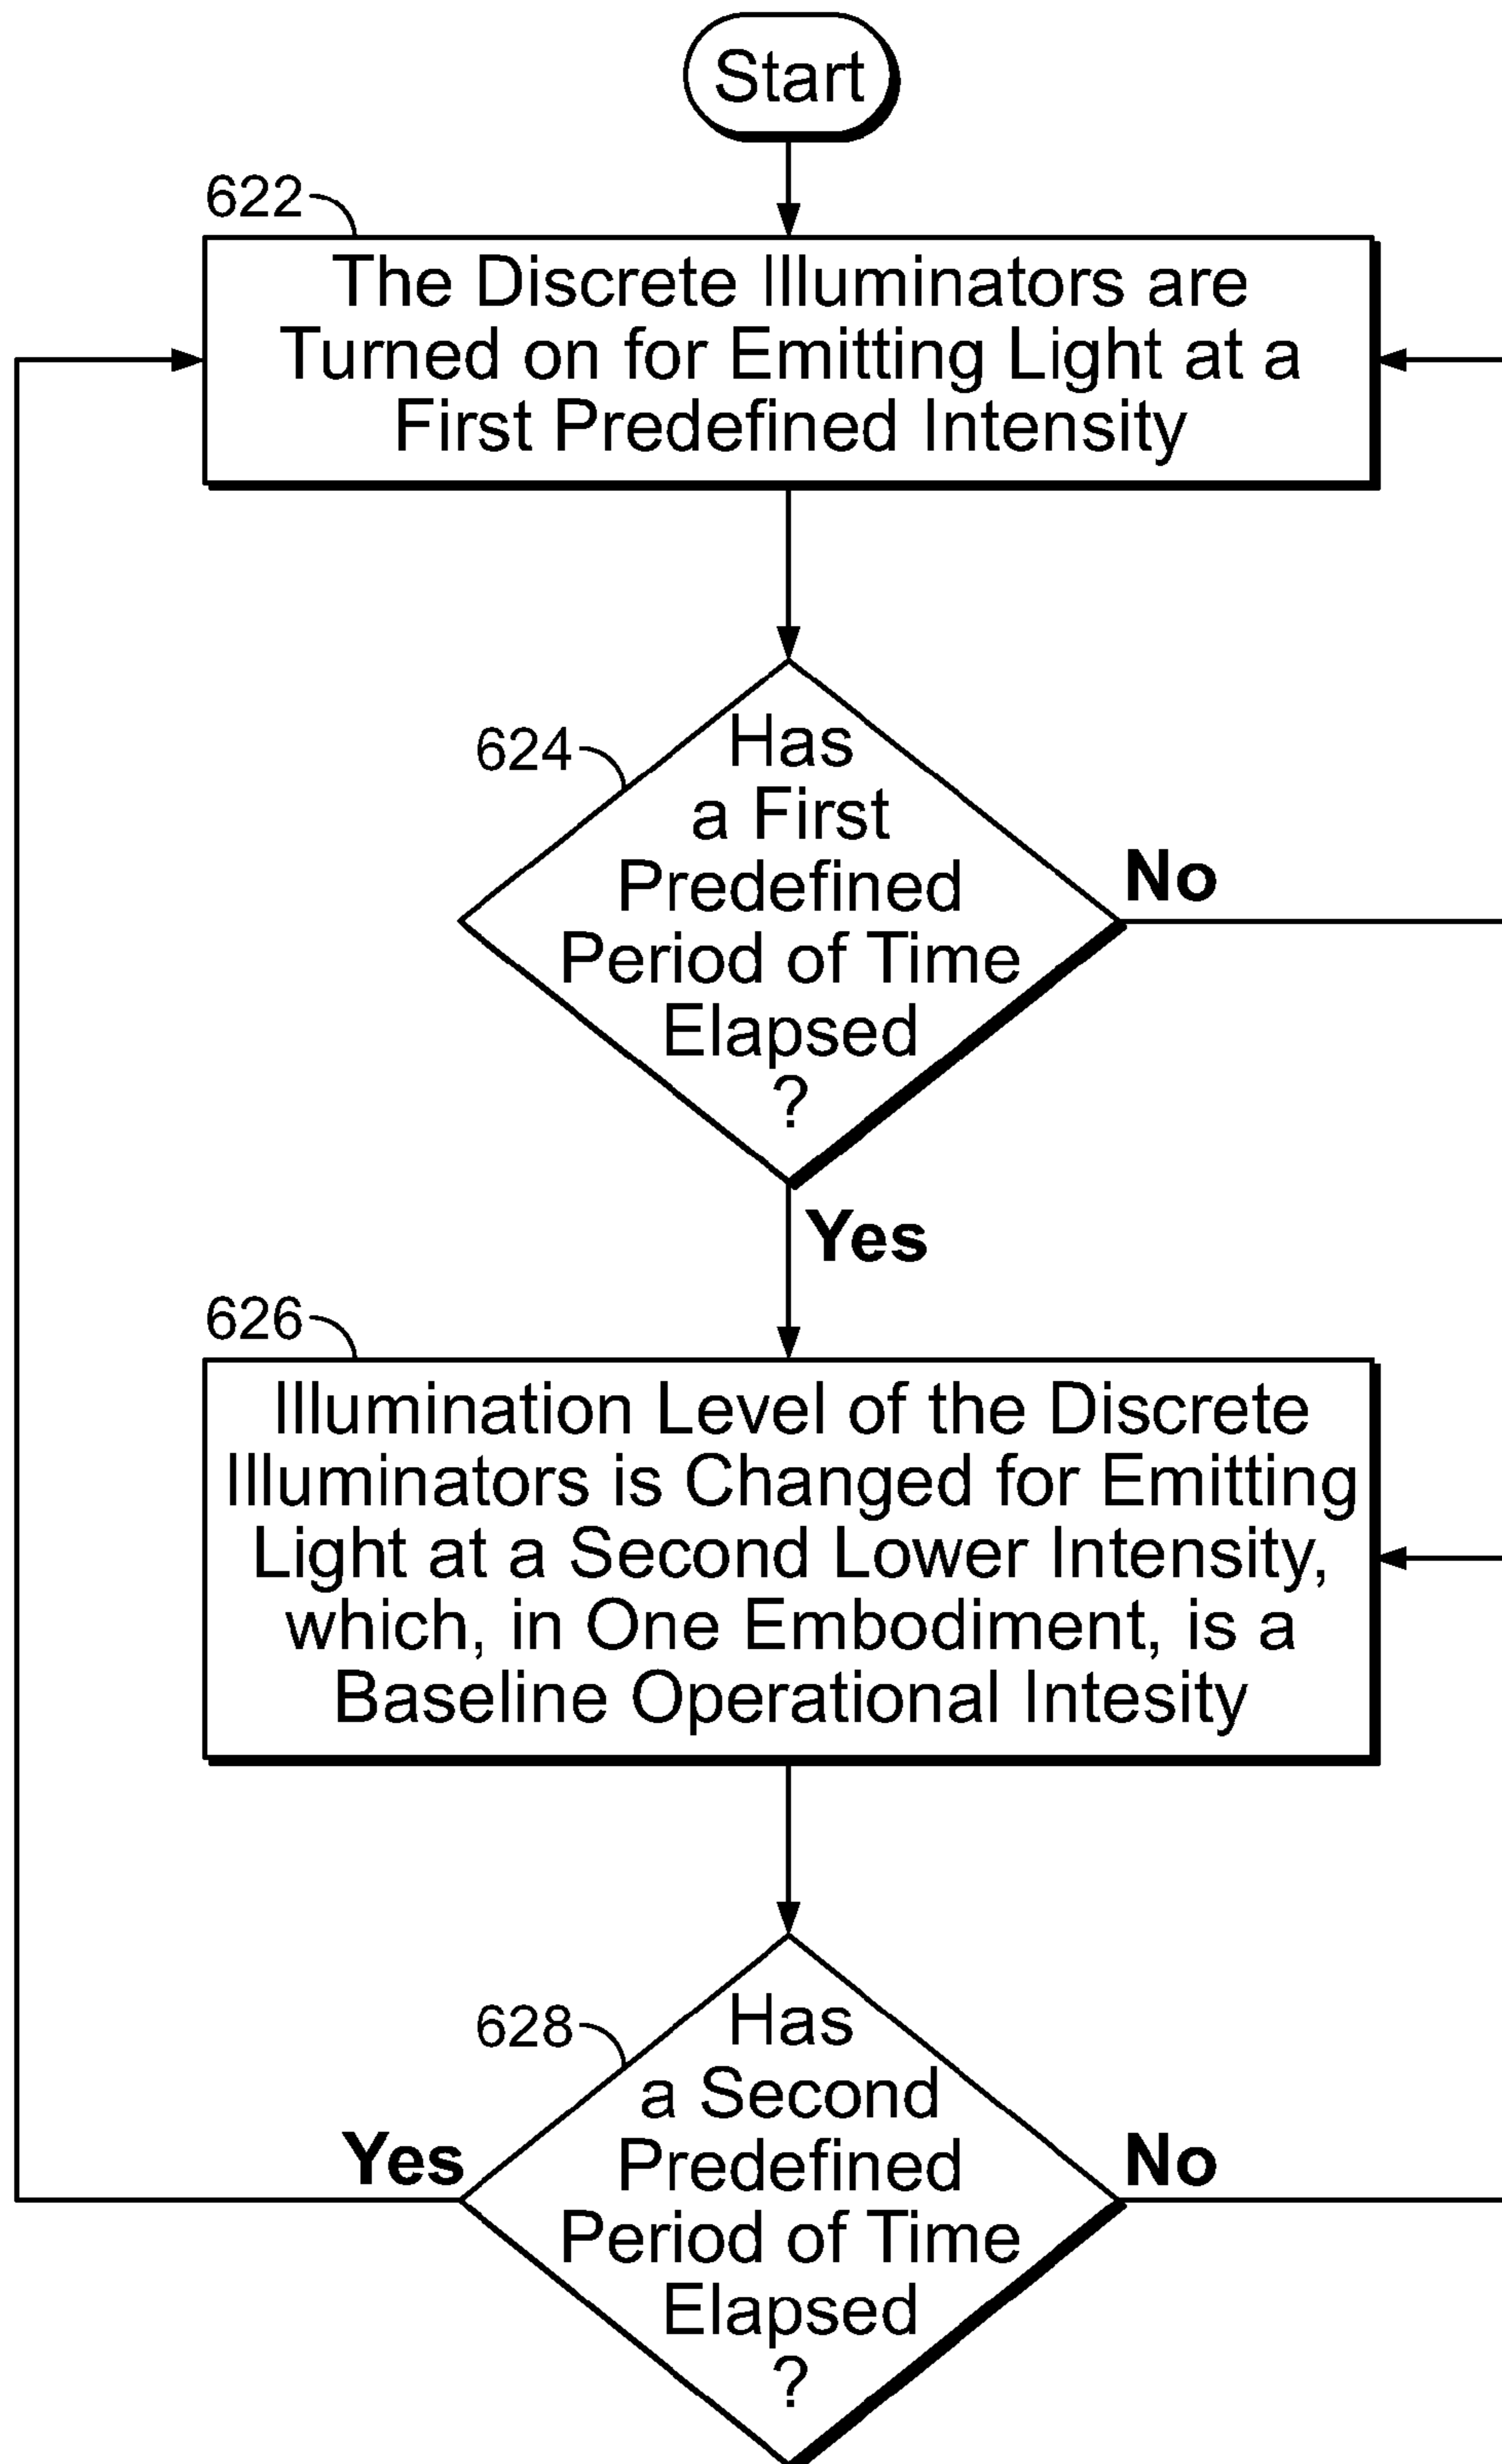 Start
622
The Discrete Illuminators are
Turned on for Emitting Light at a
First Predefined Intensity
624
Has
a First
Predefined
Period of Time
Elapsed
?
No
Yes
626
Illumination Level of the Discrete
Illuminators is Changed for Emitting
Light at a Second Lower Intensity,
which, in One Embodiment, is a
Baseline Operational Intesity
628
Has
a Second
Predefined
Period of Time
Elapsed
?
Yes
No